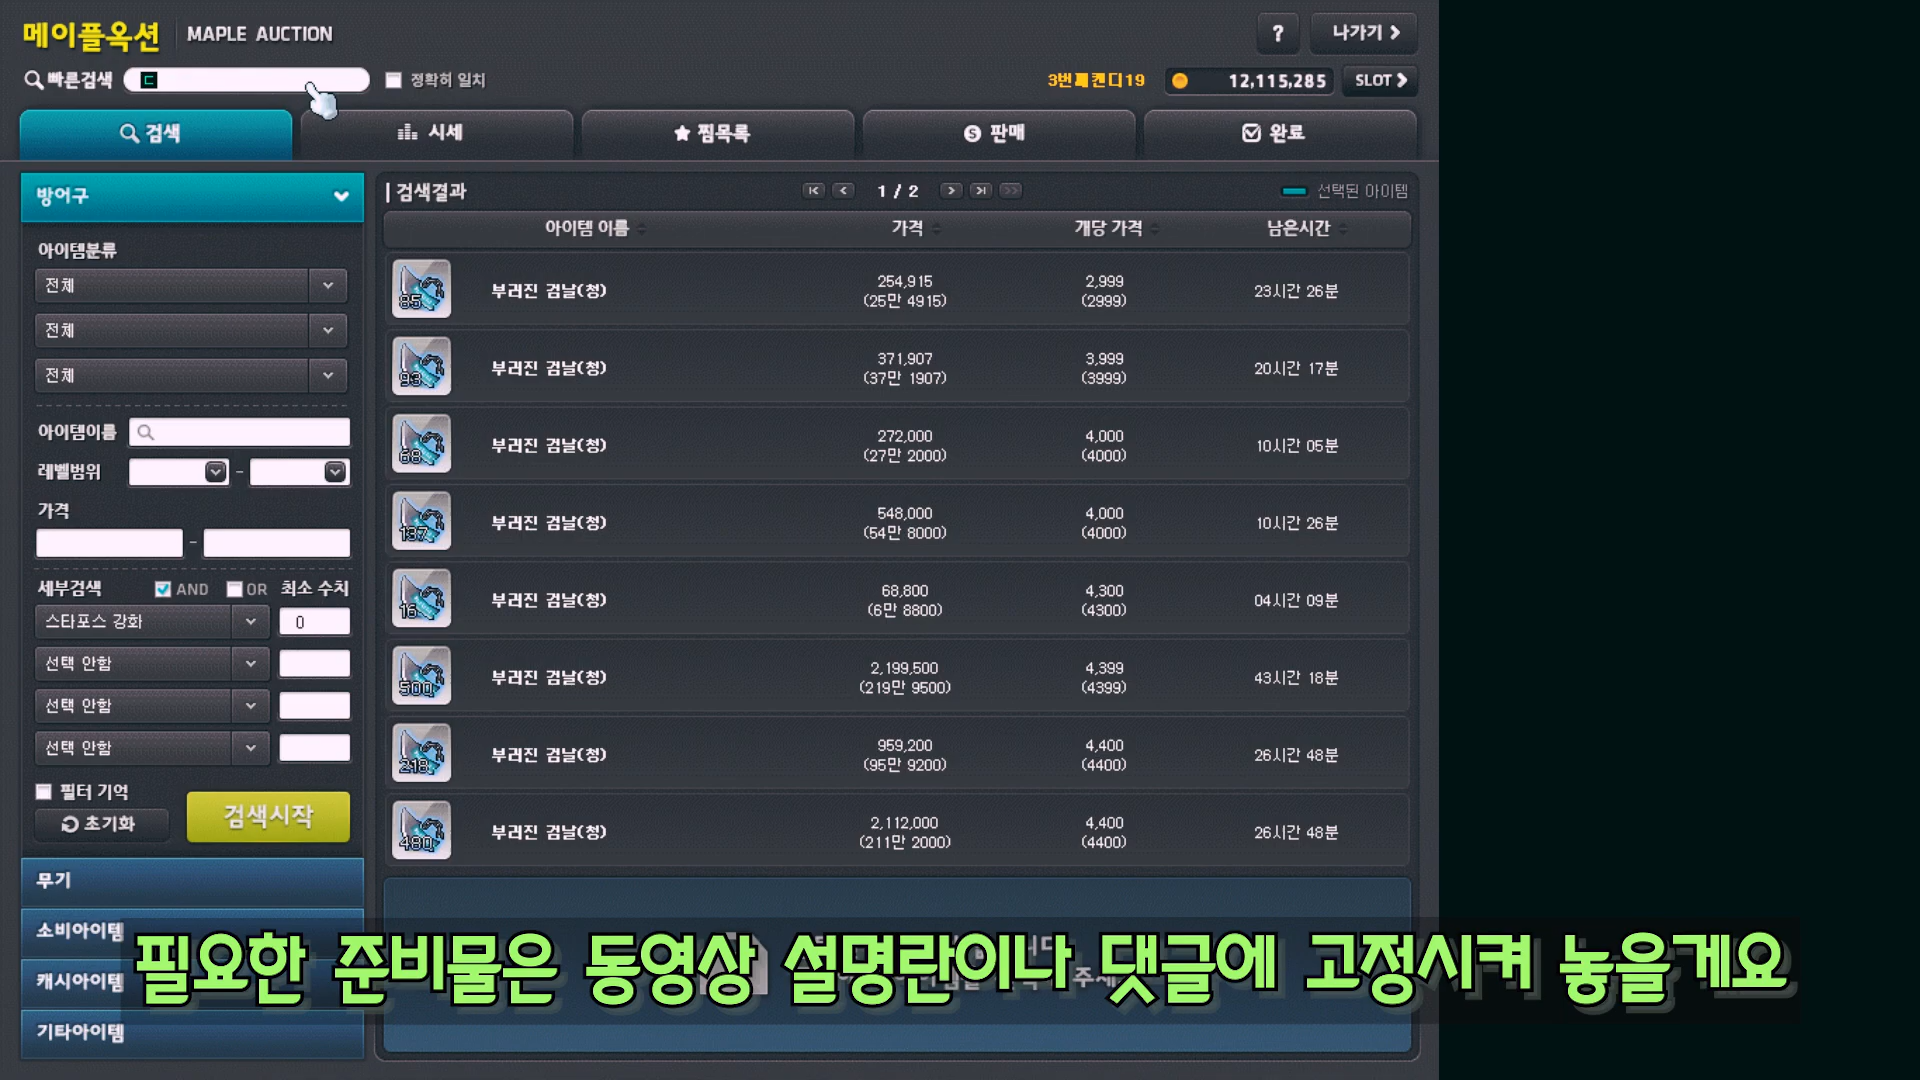 메이플옥션 MAPLE AUCTION ? 나가기
빠른검색 ㄷ 정확히 일치 3번째캔디19 12,115,285 SLOT
검색 시세 찜목록 판매 완료
방어구
아이템분류
전체
전체
전체
아이템이름
레벨범위 -
가격
-
세부검색 AND OR 최소 수치
스타포스 강화 0
선택 안함
선택 안함
선택 안함
필터 기억
초기화 검색시작
무기
소비아이템
캐시아이템
기타아이템
검색결과 1 / 2 선택된 아이템
아이템 이름 가격 개당 가격 남은시간
85 부러진 검날(청) 254,915 (25만 4915) 2,999 (2999) 23시간 26분
93 부러진 검날(청) 371,907 (37만 1907) 3,999 (3999) 20시간 17분
68 부러진 검날(청) 272,000 (27만 2000) 4,000 (4000) 10시간 05분
137 부러진 검날(청) 548,000 (54만 8000) 4,000 (4000) 10시간 26분
16 부러진 검날(청) 68,800 (6만 8800) 4,300 (4300) 04시간 09분
500 부러진 검날(청) 2,199,500 (219만 9500) 4,399 (4399) 43시간 18분
218 부러진 검날(청) 959,200 (95만 9200) 4,400 (4400) 26시간 48분
480 부러진 검날(청) 2,112,000 (211만 2000) 4,400 (4400) 26시간 48분
필요한 준비물은 동영상 설명란이나 댓글에 고정시켜 놓을게요